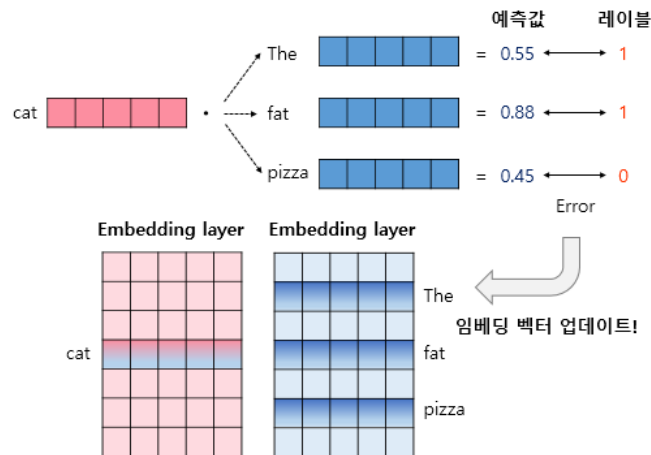 예측값 레이블
The = 0.55 1
cat fat = 0.88 1
pizza = 0.45 0
Error
Embedding layer Embedding layer
The
임베딩 벡터 업데이트!
cat fat
pizza